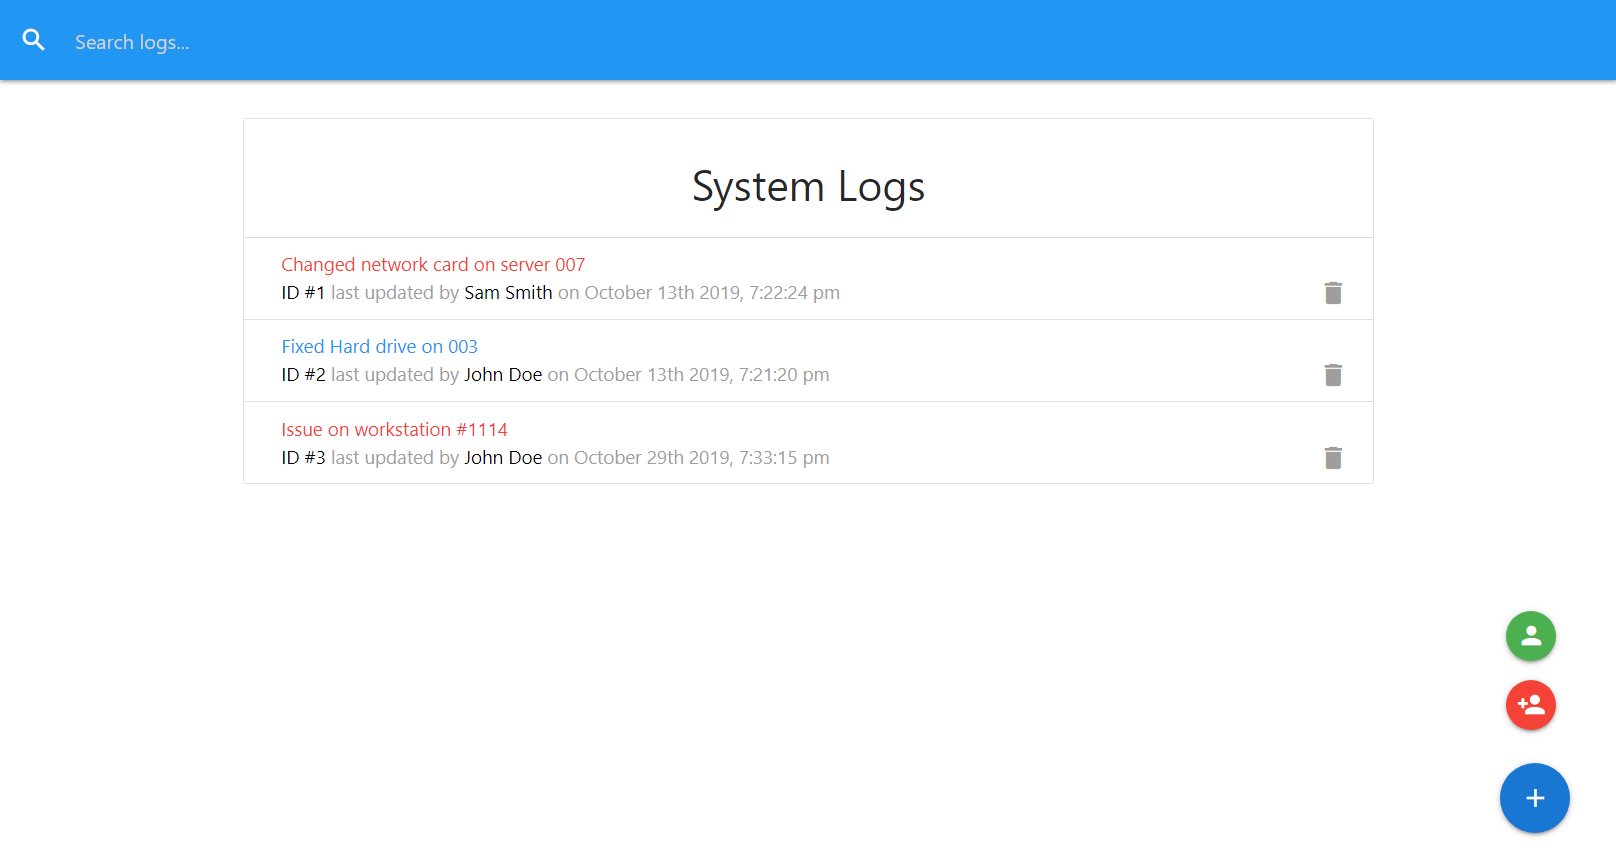 Search logs...
System Logs
Changed network card on server 007
ID #1 last updated by Sam Smith on October 13th 2019, 7:22:24 pm
Fixed Hard drive on 003
ID #2 last updated by John Doe on October 13th 2019, 7:21:20 pm
Issue on workstation #1114
ID #3 last updated by John Doe on October 29th 2019, 7:33:15 pm